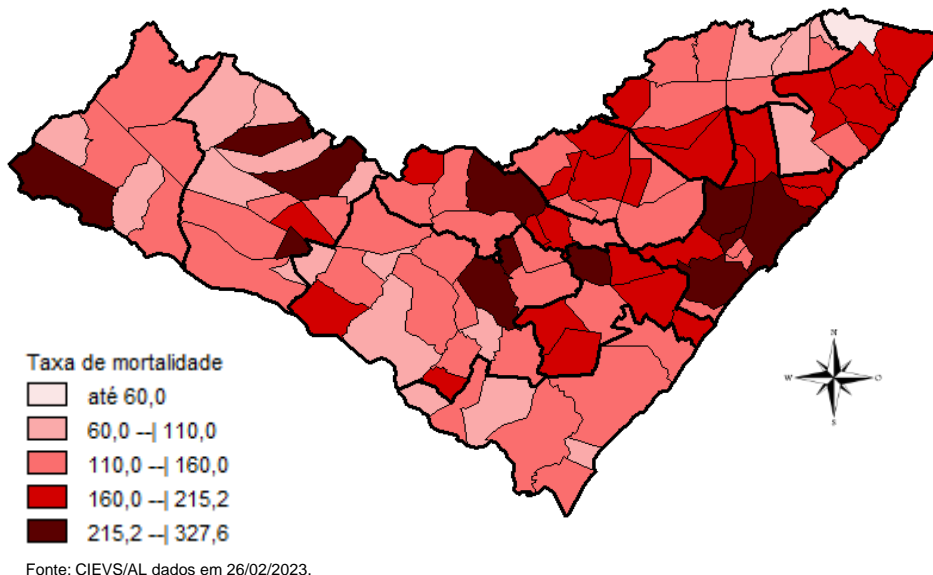 Taxa de mortalidade
até 60,0
60,0 --| 110,0
110,0 --| 160,0
160,0 --| 215,2
215,2 --| 327,6
N
W
O
S
Fonte: CIEVS/AL dados em 26/02/2023.